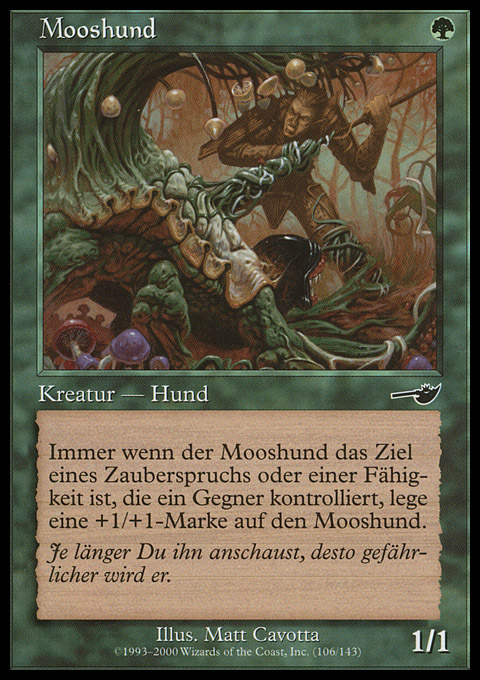 Mooshund
Kreatur — Hund
Immer wenn der Mooshund das Ziel
eines Zauberspruchs oder einer Fähig-
keit ist, die ein Gegner kontrolliert, lege
eine +1/+1-Marke auf den Mooshund.
Je länger Du ihn anschaust, desto gefähr-
licher wird er.
Illus. Matt Cavotta
©1993–2000 Wizards of the Coast, Inc. (106/143)
1/1